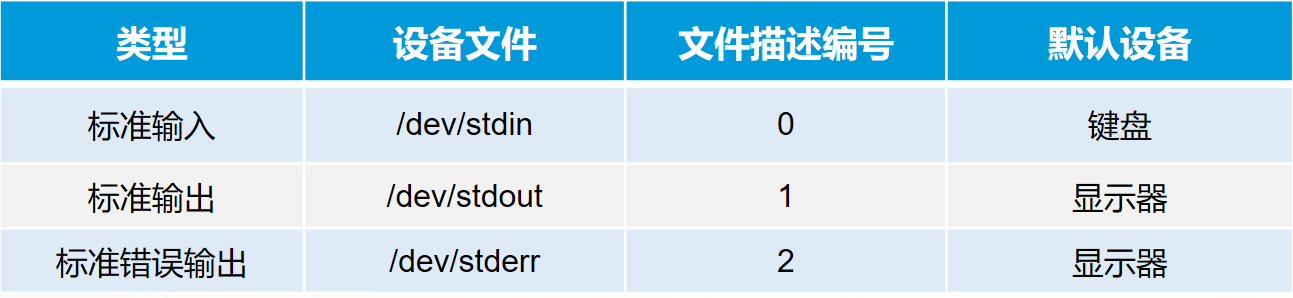 类型 设备文件 文件描述编号 默认设备
标准输入 /dev/stdin 0 键盘
标准输出 /dev/stdout 1 显示器
标准错误输出 /dev/stderr 2 显示器